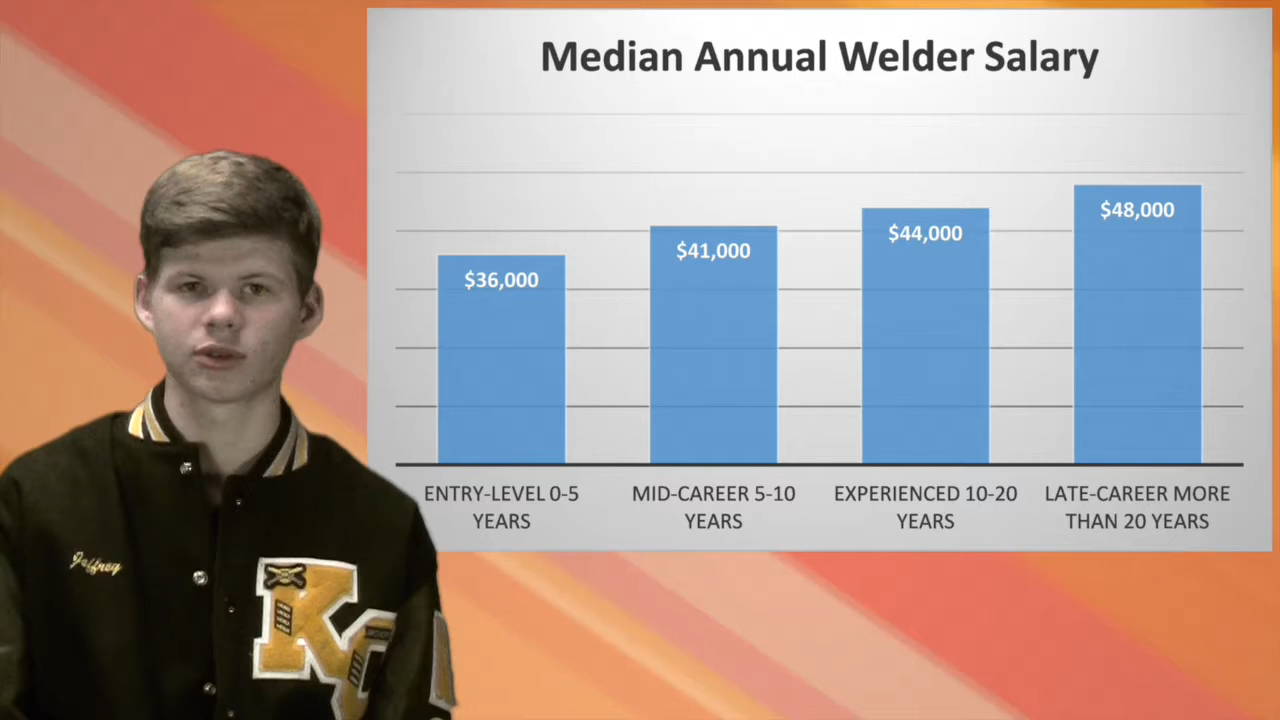 Median Annual Welder Salary
$36,000
$41,000
$44,000
$48,000
ENTRY-LEVEL 0-5
YEARS
MID-CAREER 5-10
YEARS
EXPERIENCED 10-20
YEARS
LATE-CAREER MORE
THAN 20 YEARS
Jeffrey
KC